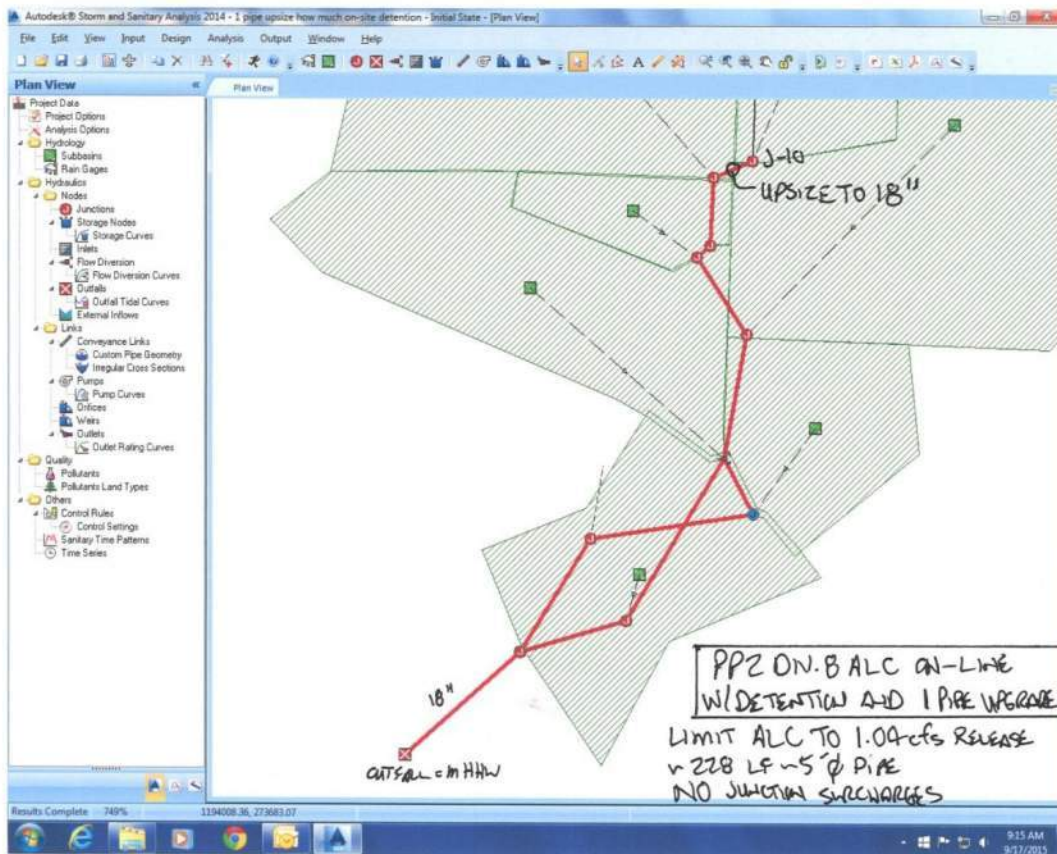 Autodesk® Storm and Sanitary Analysis 2014 - 1 pipe upsize how much on-site detention - Initial State - [Plan View]
File Edit View Input Design Analysis Output Window Help
Plan View
Plan View
Project Data
Project Options
Analysis Options
Hydrology
Subbasins
Rain Gages
Hydraulics
Nodes
Junctions
Storage Nodes
Storage Curves
Inlets
Flow Diversion
Flow Diversion Curves
Outfalls
Outfall Tidal Curves
External Inflows
Links
Conveyance Links
Custom Pipe Geometry
Irregular Cross Sections
Pumps
Pump Curves
Orifices
Weirs
Outlets
Outlet Rating Curves
Quality
Pollutants
Pollutants Land Types
Others
Control Rules
Control Settings
Sanitary Time Patterns
Time Series
J-10
UPSIZE TO 18"
18"
OUTFALL = MHHW
PP2 DN.8 ALC ON-LINE
W/DETENTION AND 1 PIPE UPGRADE
LIMIT ALC TO 1.04 cfs RELEASE
~ 228 LF ~5' φ PIPE
NO JUNCTION SURCHARGES
Results Complete 749% 1194008.36, 273683.07
9:15 AM
9/17/2015